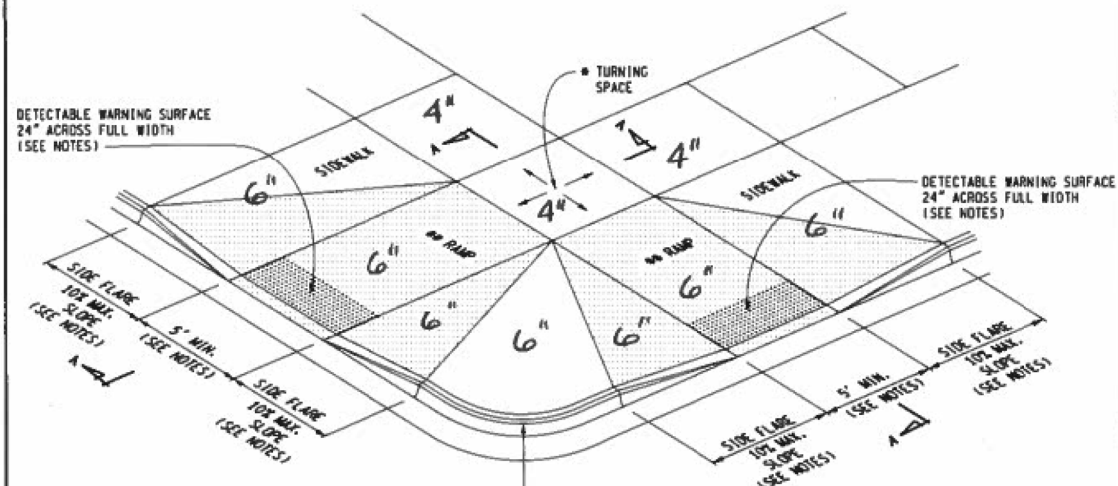 * TURNING
SPACE
DETECTABLE WARNING SURFACE
24" ACROSS FULL WIDTH
(SEE NOTES)
4"
A
A
4"
SIDEWALK
SIDEWALK
6"
4"
DETECTABLE WARNING SURFACE
24" ACROSS FULL WIDTH
(SEE NOTES)
6"
** RAMP
** RAMP
6"
6"
6"
6"
6"
SIDE FLARE
10% MAX.
SLOPE
(SEE NOTES)
5' MIN.
(SEE NOTES)
A
SIDE FLARE
10% MAX.
SLOPE
(SEE NOTES)
SIDE FLARE
10% MAX.
SLOPE
(SEE NOTES)
5' MIN.
(SEE NOTES)
A
SIDE FLARE
10% MAX.
SLOPE
(SEE NOTES)